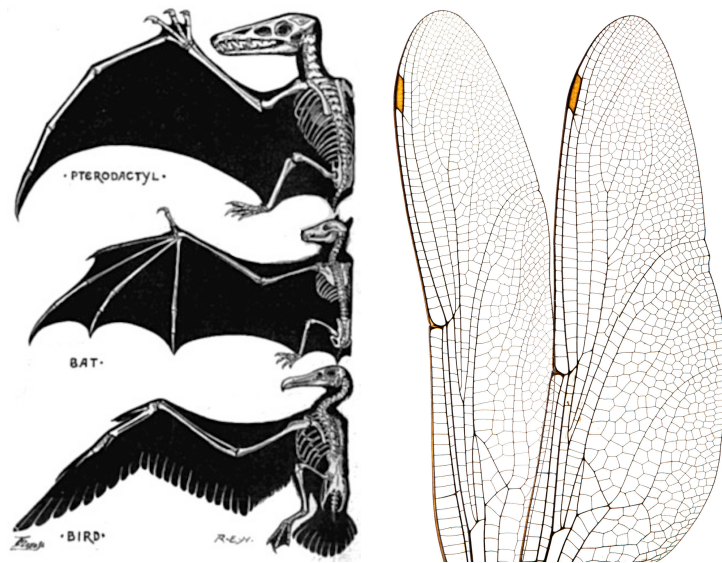 · PTERODACTYL ·
BAT ·
· BIRD ·
R.E.H.